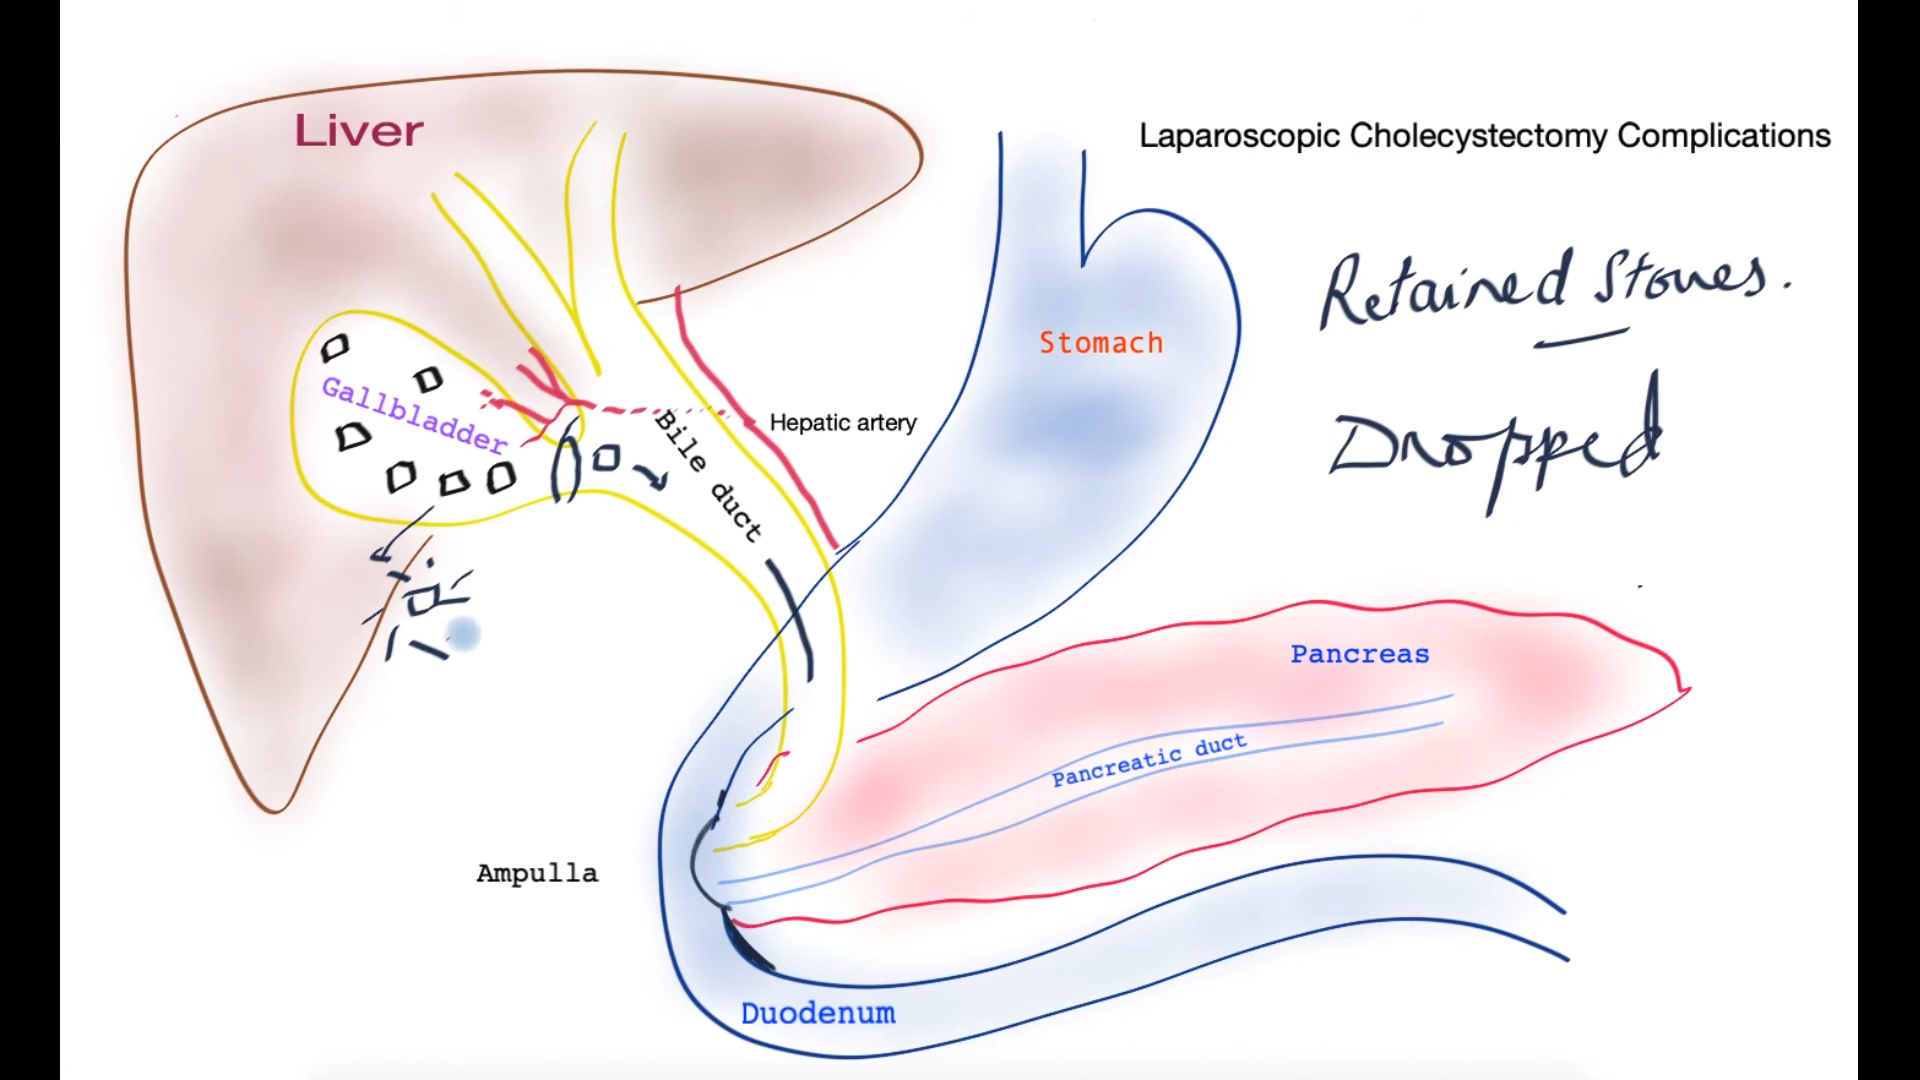 Liver
Laparoscopic Cholecystectomy Complications
Retained Stones.
Stomach
Gallbladder
Hepatic artery
Bile duct
Dropped
Pancreas
Pancreatic duct
Ampulla
Duodenum